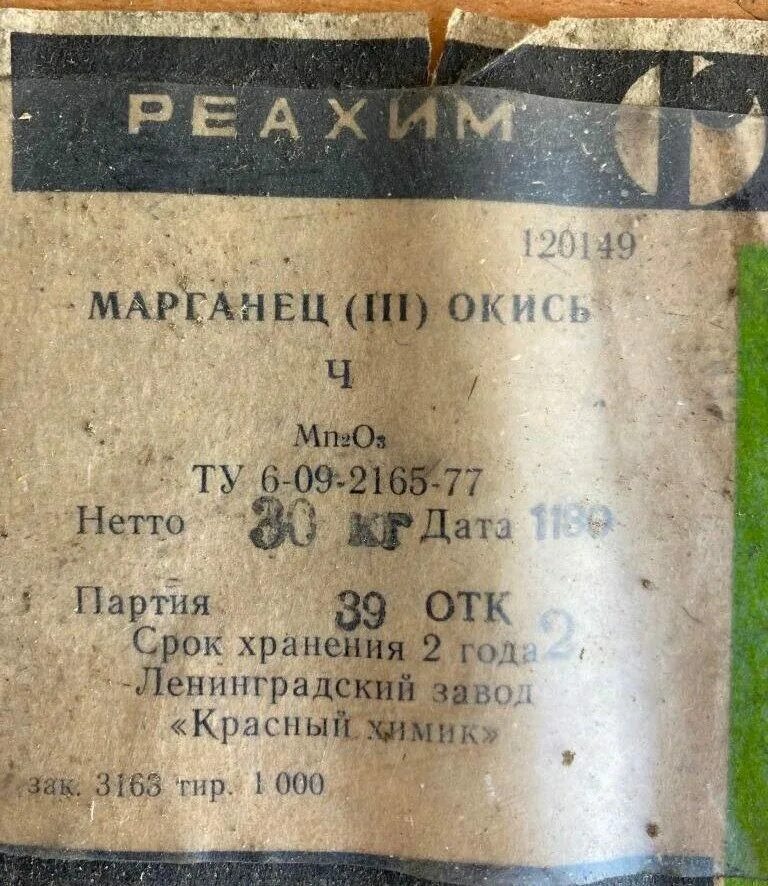 РЕАХИМ
120149
МАРГАНЕЦ (III) ОКИСЬ
Ч
Mn₂O₃
ТУ 6-09-2165-77
Нетто 30 кг Дата 1180
Партия 39 ОТК 2
Срок хранения 2 года
Ленинградский завод
«Красный химик»
зак. 3163 тир. 1 000